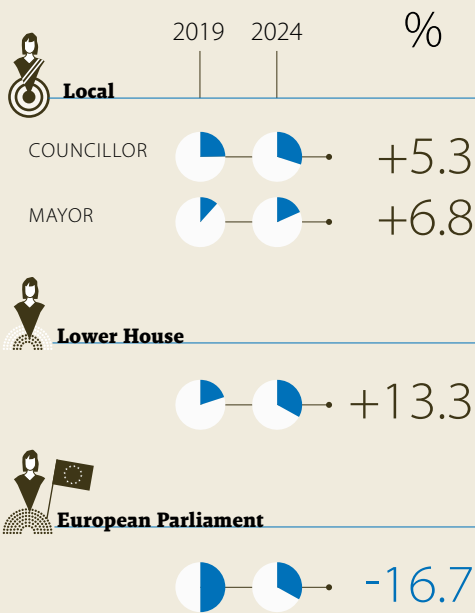 2019 2024 %
Local
COUNCILLOR +5.3
MAYOR +6.8
Lower House
+13.3
European Parliament
-16.7